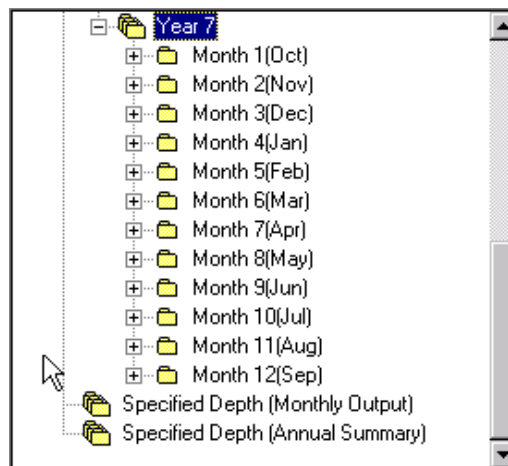 Year 7
Month 1(Oct)
Month 2(Nov)
Month 3(Dec)
Month 4(Jan)
Month 5(Feb)
Month 6(Mar)
Month 7(Apr)
Month 8(May)
Month 9(Jun)
Month 10(Jul)
Month 11(Aug)
Month 12(Sep)
Specified Depth (Monthly Output)
Specified Depth (Annual Summary)